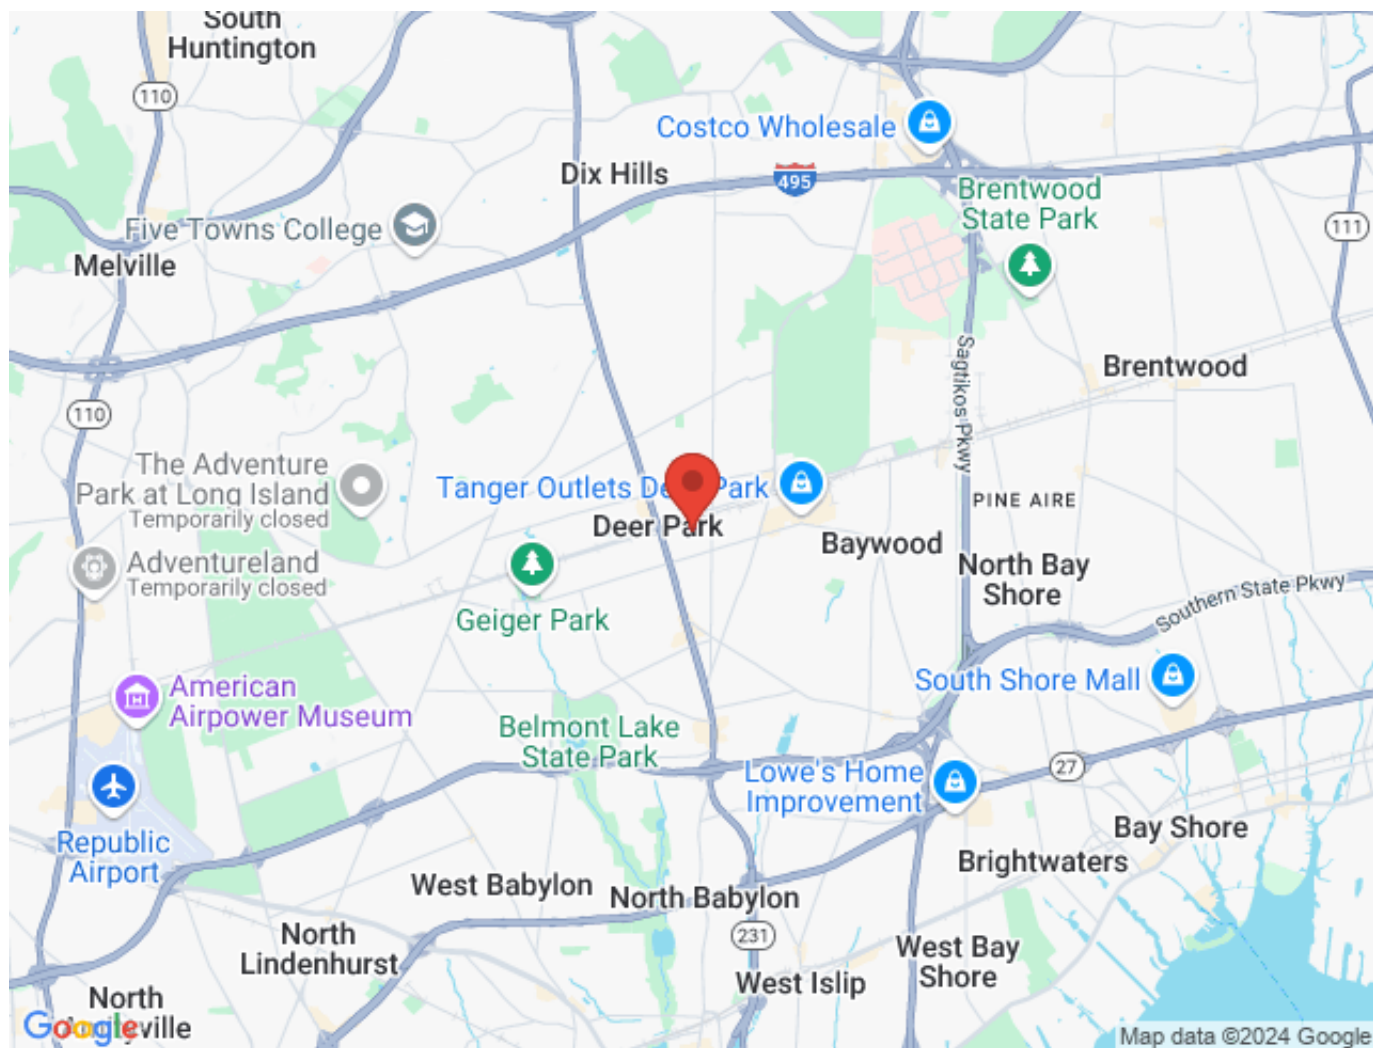 South
Huntington
110
Costco Wholesale
Dix Hills
495
Brentwood
State Park
Five Towns College
111
Melville
Sagtikos Pkwy
Brentwood
110
The Adventure
Park at Long Island
Temporarily closed
Tanger Outlets De Park
PINE AIRE
Deer Park
Baywood
Adventureland
Temporarily closed
North Bay
Shore
Southern State Pkwy
Geiger Park
American
Airpower Museum
South Shore Mall
Belmont Lake
State Park
27
Lowe's Home
Improvement
Republic
Airport
Bay Shore
Brightwaters
West Babylon
North Babylon
231
North
Lindenhurst
West Bay
Shore
West Islip
North
Google
Map data ©2024 Google